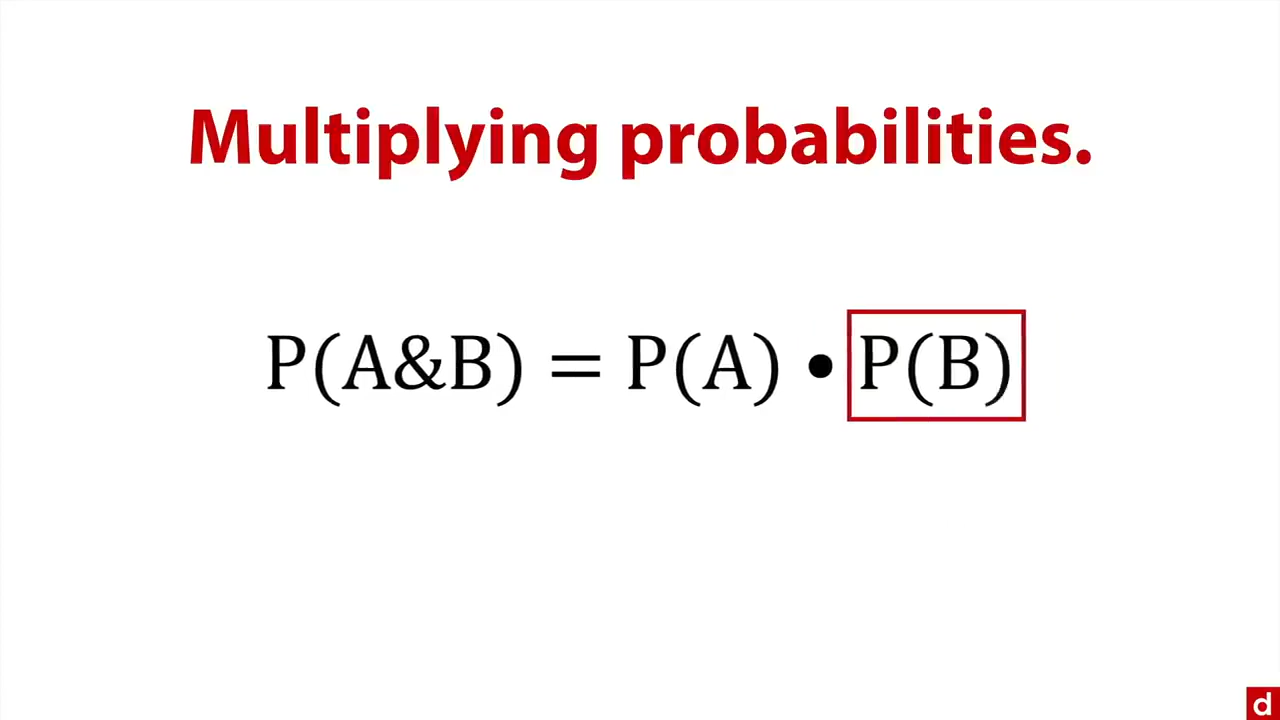 Multiplying probabilities.
P(A&B) = P(A) • P(B)
d